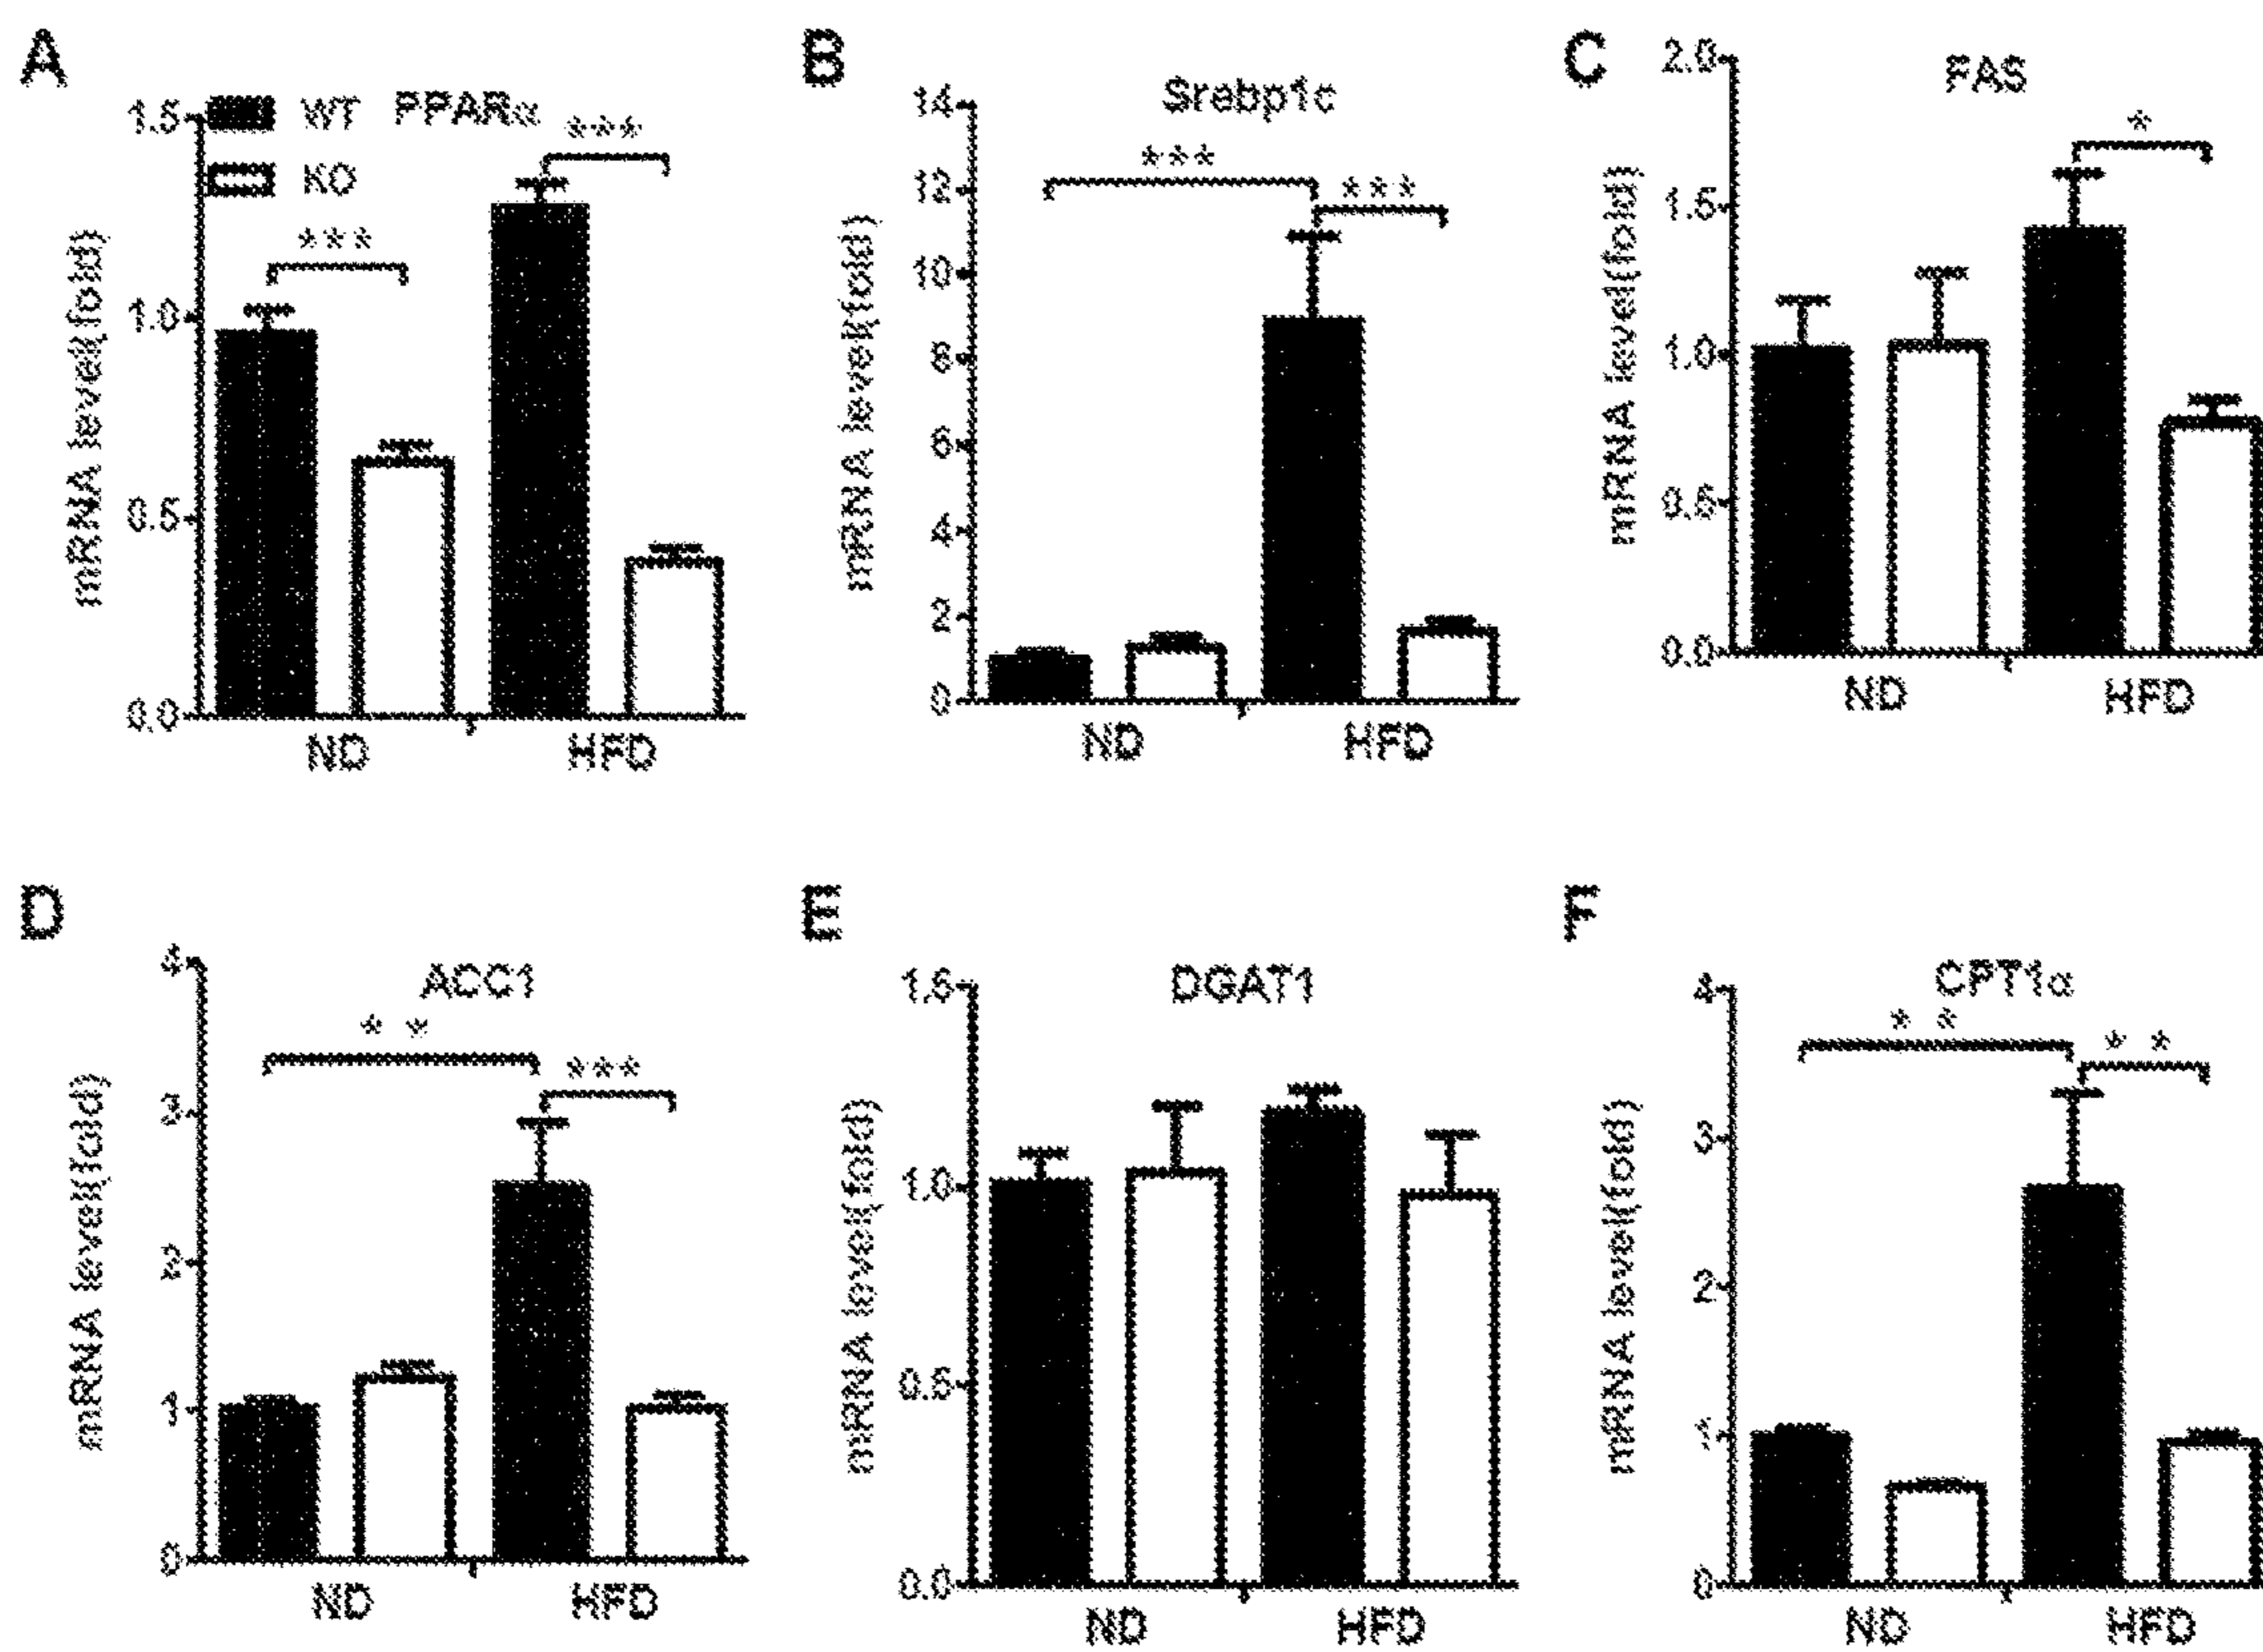 A
WT PPARα
KO
***
***
mRNA level(fold)
1.5
1.0
0.5
0.0
ND HFD
B
Srebp1c
***
***
mRNA level(fold)
14
12
10
8
6
4
2
0
ND HFD
C
FAS
*
mRNA level(fold)
2.0
1.5
1.0
0.5
0.0
ND HFD
D
ACC1
* *
***
mRNA level(fold)
4
3
2
1
0
ND HFD
E
DGAT1
mRNA level(fold)
1.5
1.0
0.5
0.0
ND HFD
F
CPT1α
* *
* *
mRNA level(fold)
4
3
2
1
0
ND HFD